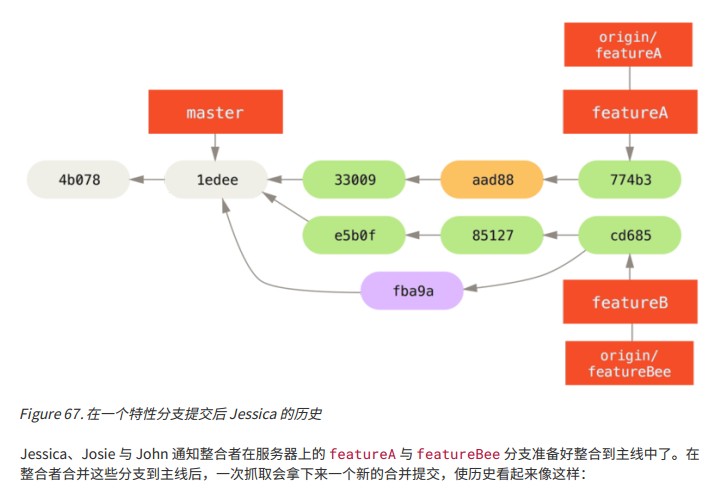 origin/
featureA
master
featureA
4b078
1edee
33009
aad88
774b3
e5b0f
85127
cd685
fba9a
featureB
origin/
featureBee
Figure 67. 在一个特性分支提交后 Jessica 的历史
Jessica、Josie 与 John 通知整合者在服务器上的 featureA 与 featureBee 分支准备好整合到主线中了。在
整合者合并这些分支到主线后，一次抓取会拿下来一个新的合并提交，使历史看起来像这样：